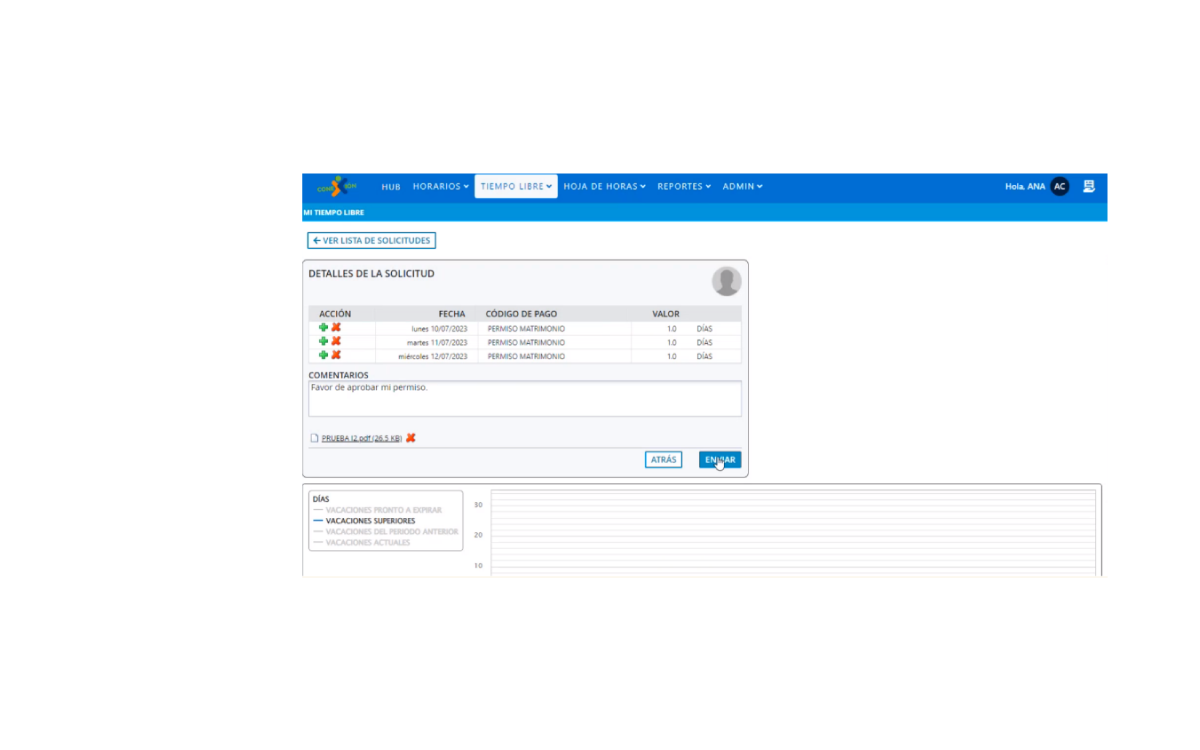 HUB HORARIOS TIEMPO LIBRE HOJA DE HORAS REPORTES ADMIN Hola, ANA AC
MI TIEMPO LIBRE
VER LISTA DE SOLICITUDES
DETALLES DE LA SOLICITUD
ACCIÓN FECHA CÓDIGO DE PAGO VALOR
lunes 10/07/2023 PERMISO MATRIMONIO 1.0 DÍAS
martes 11/07/2023 PERMISO MATRIMONIO 1.0 DÍAS
miércoles 12/07/2023 PERMISO MATRIMONIO 1.0 DÍAS
COMENTARIOS
Favor de aprobar mi permiso.
PRUEBA I2.pdf (26.5 KB)
ATRÁS ENVIAR
DÍAS
VACACIONES PRONTO A EXPIRAR
VACACIONES SUPERIORES
VACACIONES DEL PERIODO ANTERIOR
VACACIONES ACTUALES
30
20
10